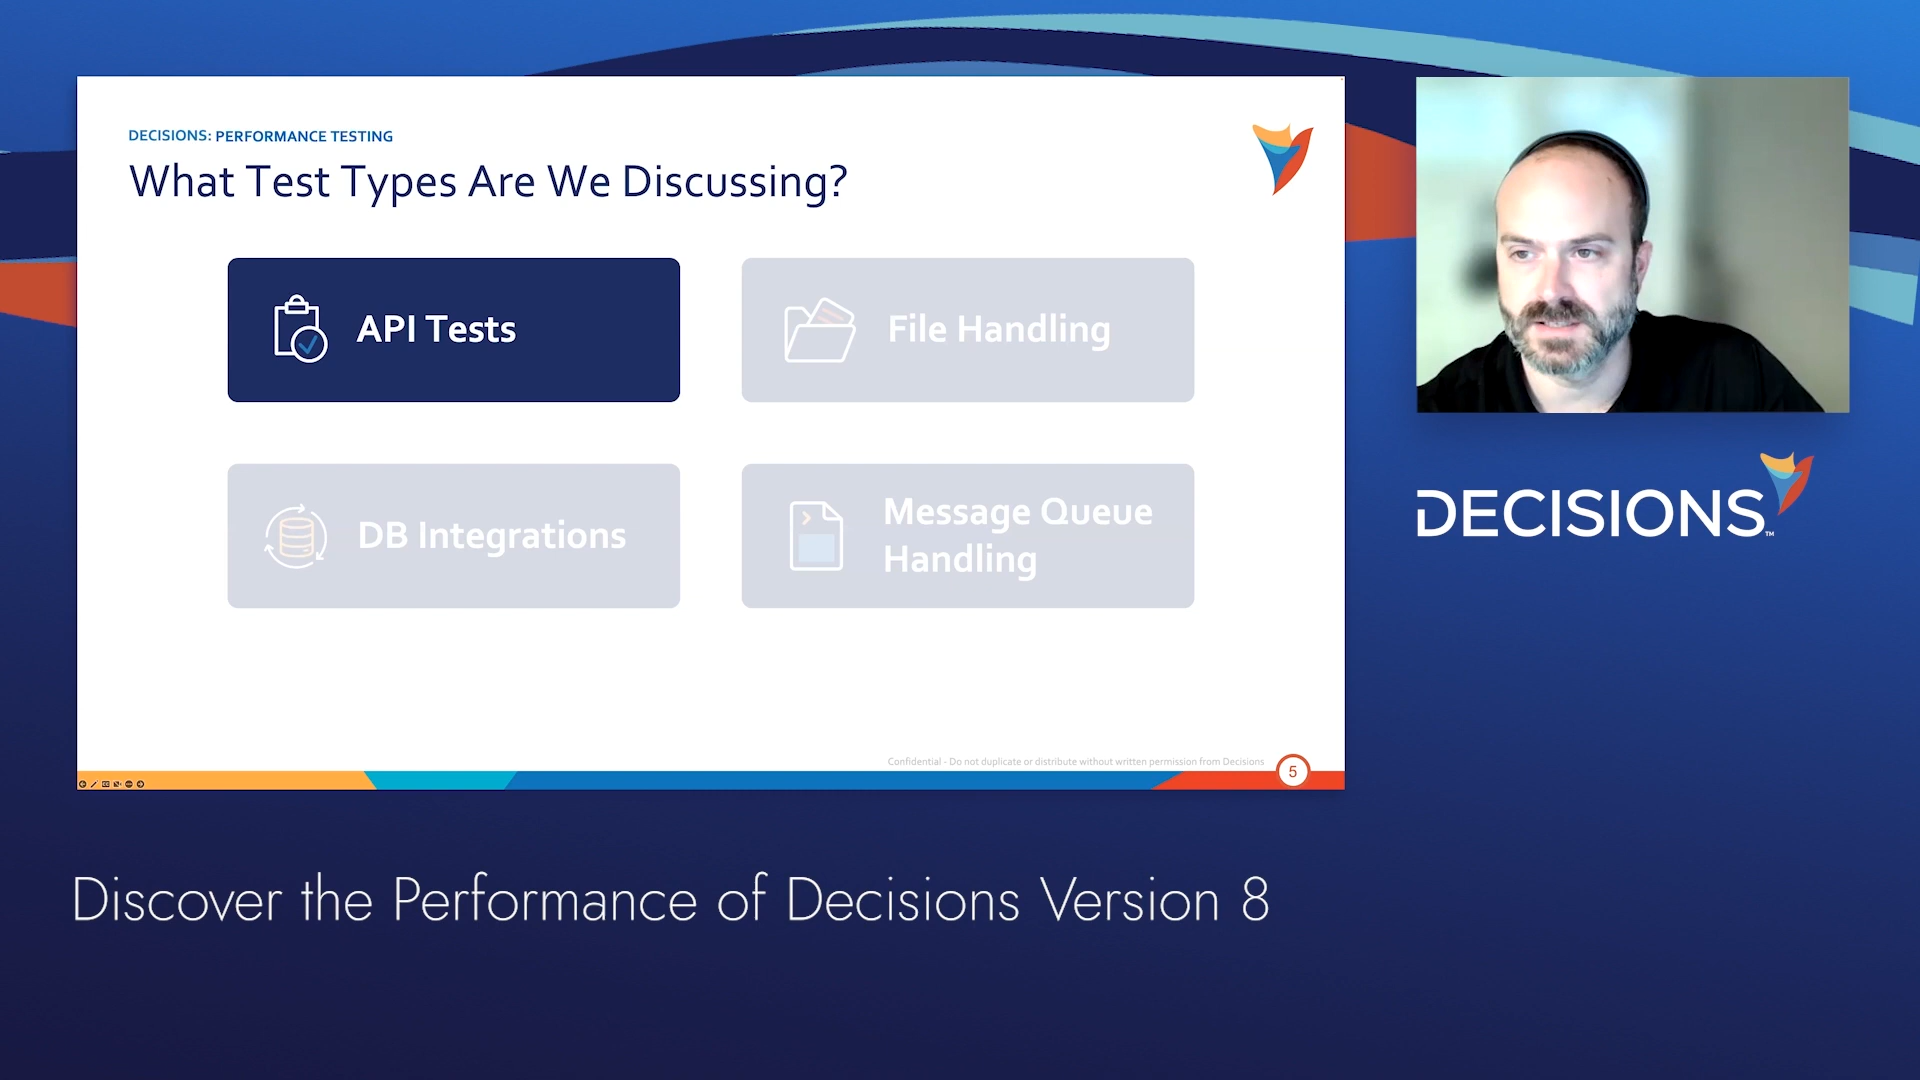 DECISIONS: PERFORMANCE TESTING
What Test Types Are We Discussing?
API Tests
File Handling
DB Integrations
Message Queue
Handling
Confidential - Do not duplicate or distribute without written permission from Decisions
5
DECISIONS™
Discover the Performance of Decisions Version 8